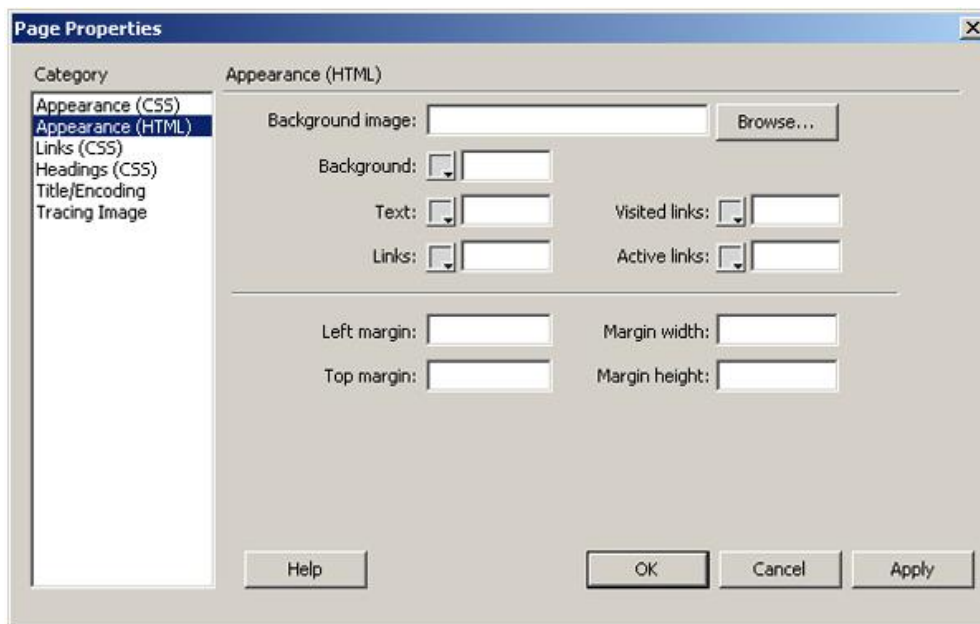 Page Properties
Category
Appearance (CSS)
Appearance (HTML)
Links (CSS)
Headings (CSS)
Title/Encoding
Tracing Image
Appearance (HTML)
Background image: Browse...
Background:
Text: Visited links:
Links: Active links:
Left margin: Margin width:
Top margin: Margin height:
Help OK Cancel Apply